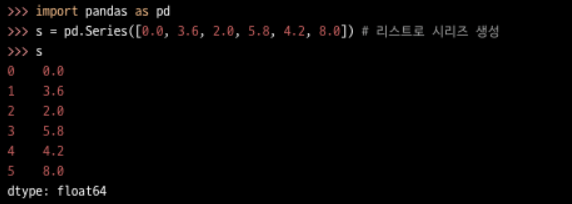 >>> import pandas as pd
>>> s = pd.Series([0.0, 3.6, 2.0, 5.8, 4.2, 8.0]) # 리스트로 시리즈 생성
>>> s
0    0.0
1    3.6
2    2.0
3    5.8
4    4.2
5    8.0
dtype: float64